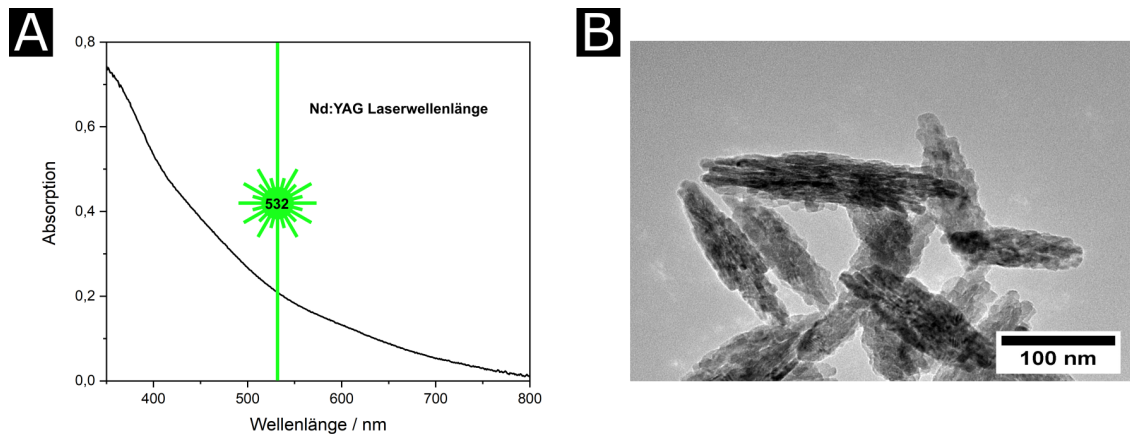 A
0,8
0,6
0,4
0,2
0,0
Absorption
400
500
600
700
800
Wellenlänge / nm
Nd:YAG Laserwellenlänge
532
B
100 nm